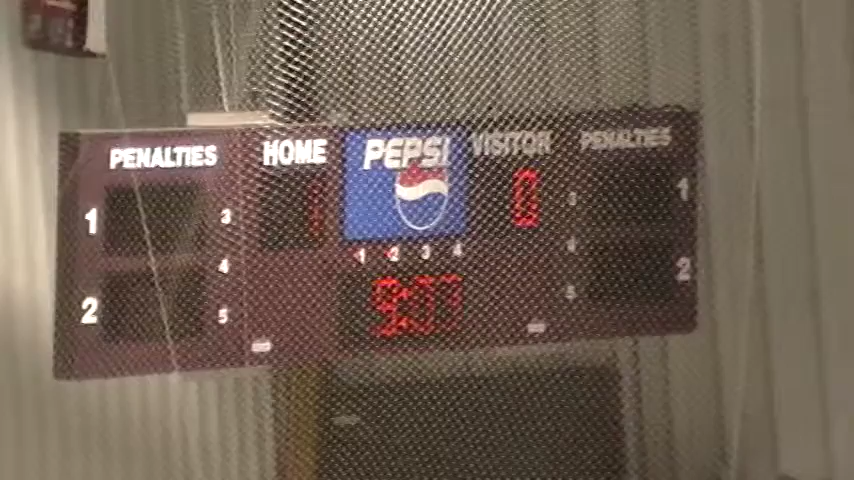 PENALTIES HOME PEPSI VISITOR PENALTIES
1 3 1 0 3 1
1 2 3 4
4 4
2 5 5 2